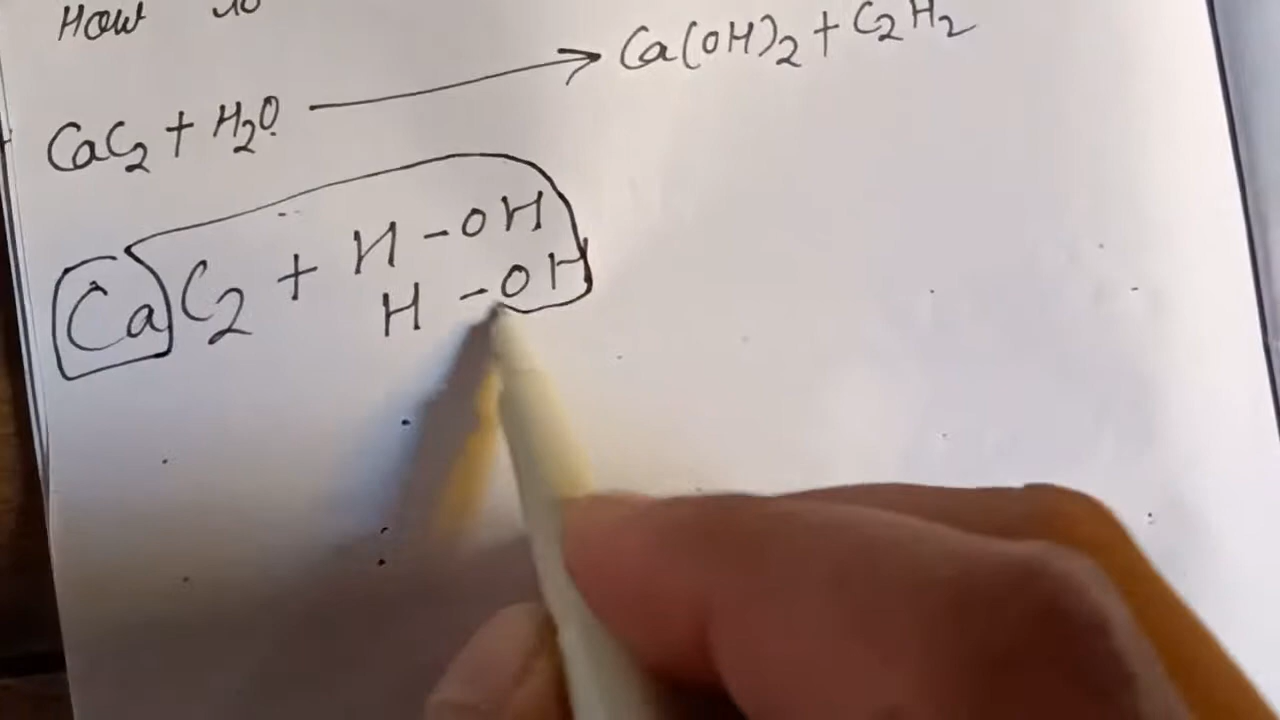 How
CaC₂ + H₂O ⟶ Ca(OH)₂ + C₂H₂
CaC₂ + H - OH
H - OH